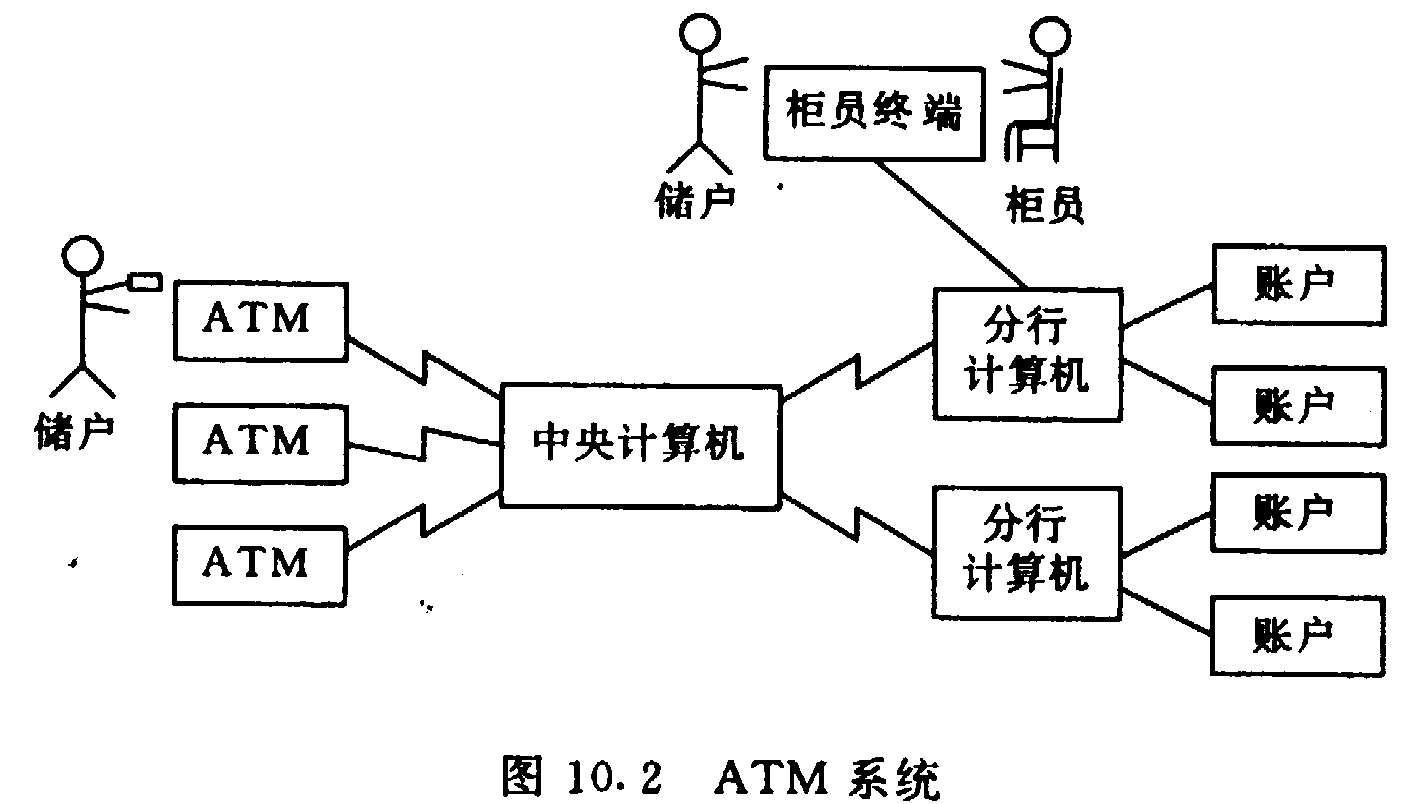 柜员终端
储户
柜员
ATM
储户
ATM
ATM
中央计算机
分行
计算机
分行
计算机
账户
账户
账户
账户
图 10.2 ATM 系统